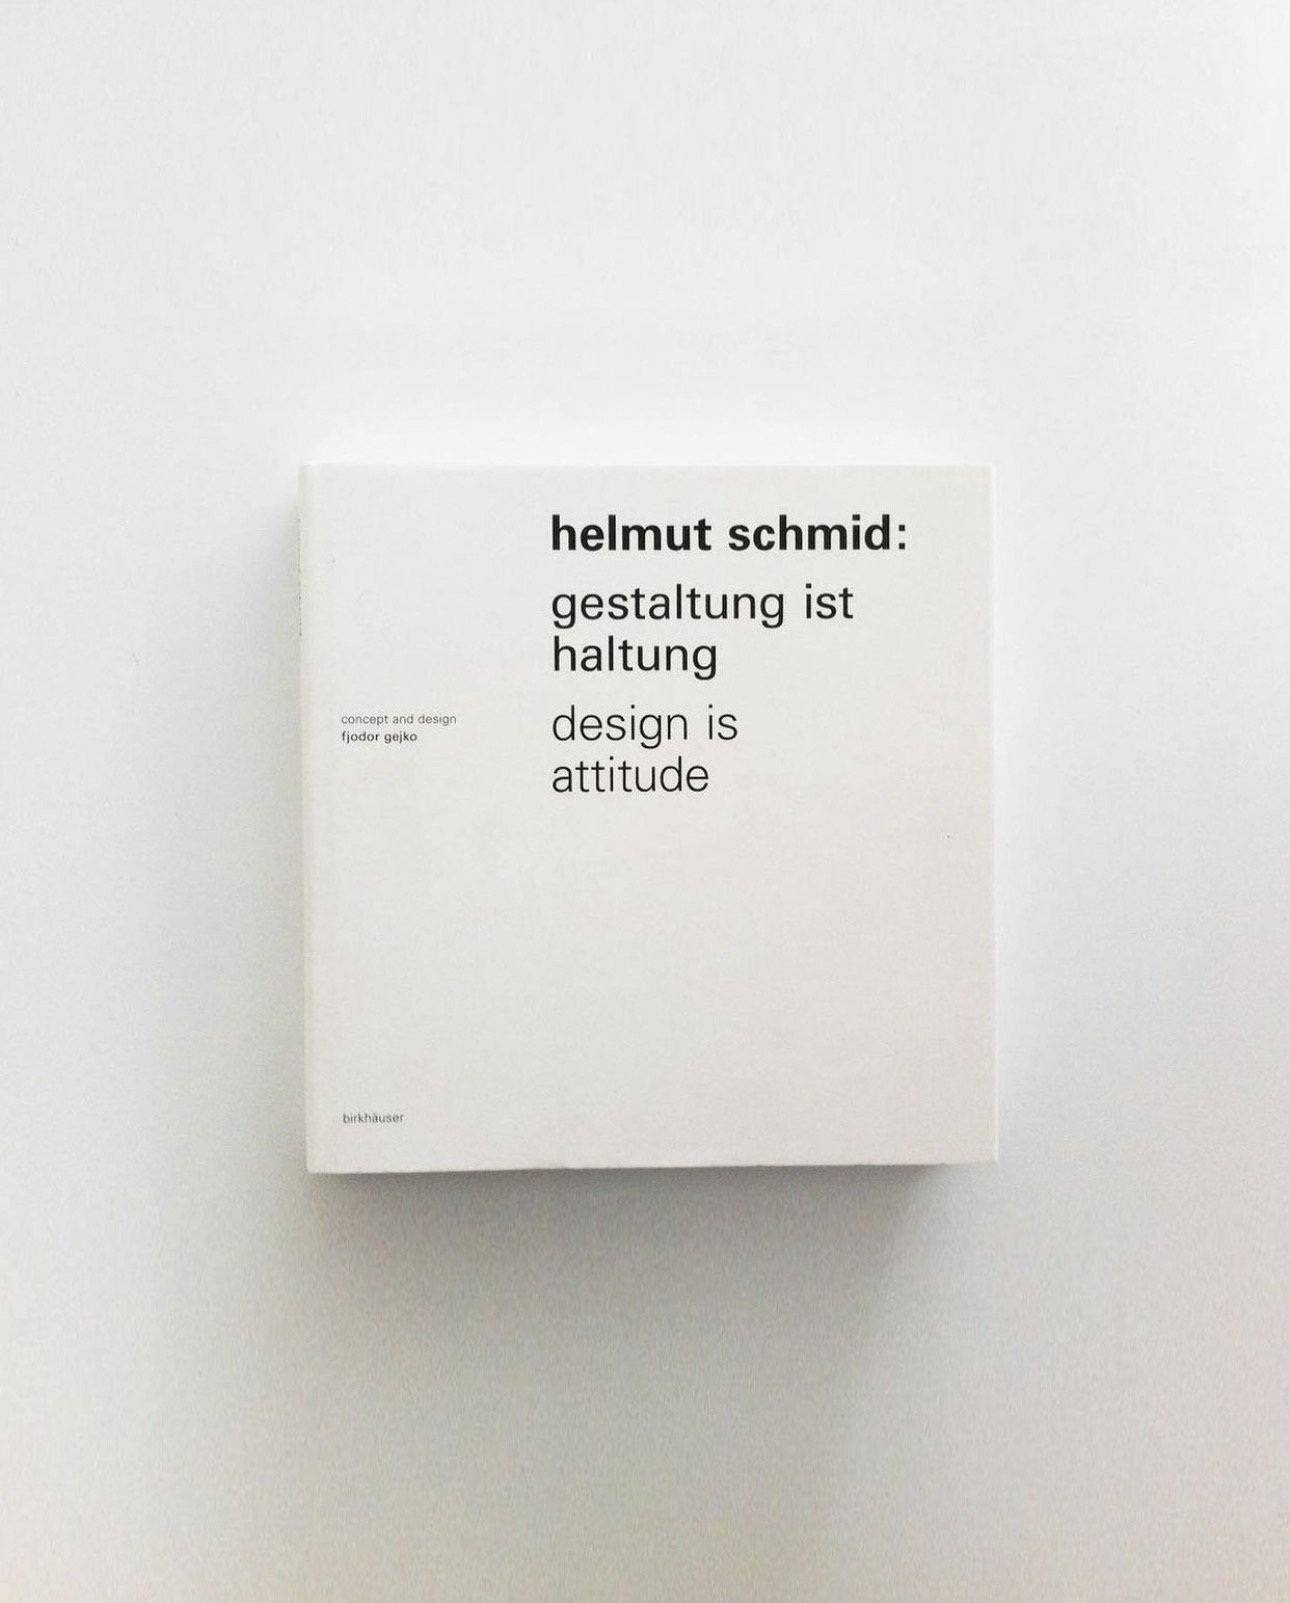 helmut schmid:
gestaltung ist
haltung
design is
attitude
concept and design
fjodor gejko
birkhäuser